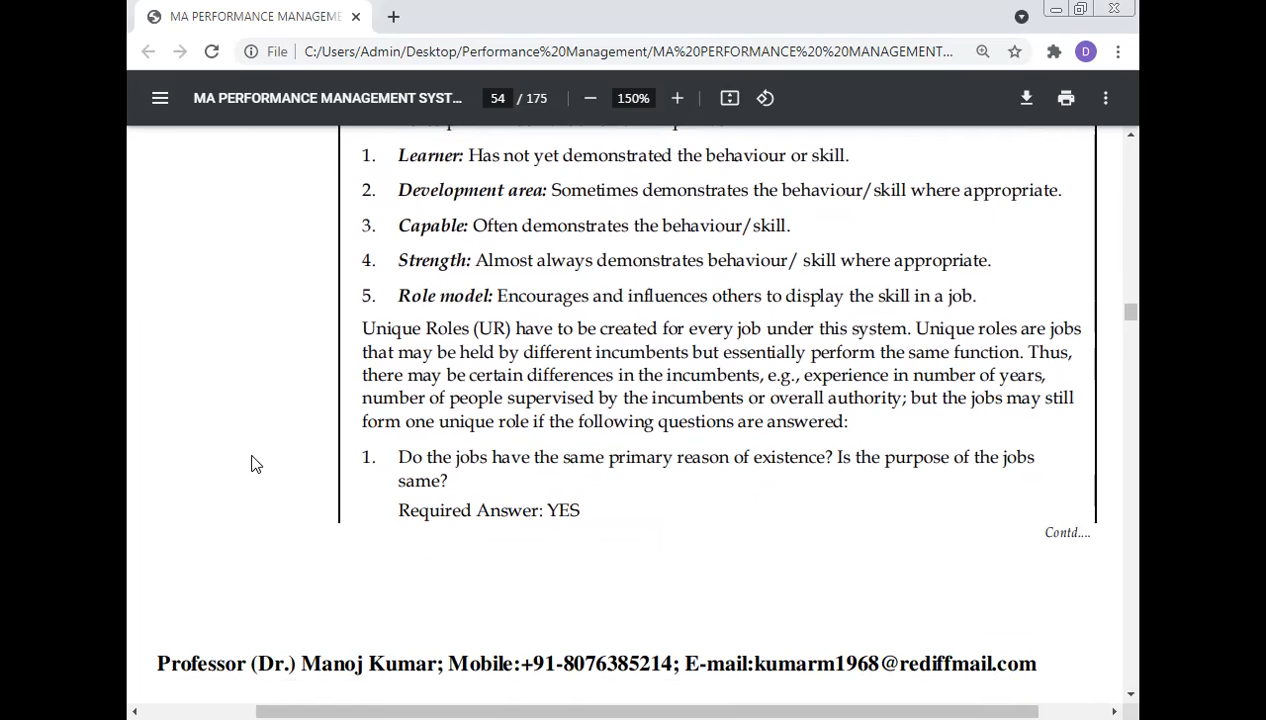 MA PERFORMANCE MANAGEME
File C:/Users/Admin/Desktop/Performance%20Management/MA%20PERFORMANCE%20%20MANAGEMENT... D
MA PERFORMANCE MANAGEMENT SYST... 54 / 175 150%
1. Learner: Has not yet demonstrated the behaviour or skill.
2. Development area: Sometimes demonstrates the behaviour/skill where appropriate.
3. Capable: Often demonstrates the behaviour/skill.
4. Strength: Almost always demonstrates behaviour/ skill where appropriate.
5. Role model: Encourages and influences others to display the skill in a job.
Unique Roles (UR) have to be created for every job under this system. Unique roles are jobs
that may be held by different incumbents but essentially perform the same function. Thus,
there may be certain differences in the incumbents, e.g., experience in number of years,
number of people supervised by the incumbents or overall authority; but the jobs may still
form one unique role if the following questions are answered:
1. Do the jobs have the same primary reason of existence? Is the purpose of the jobs
same?
Required Answer: YES
Contd....
Professor (Dr.) Manoj Kumar; Mobile:+91-8076385214; E-mail:kumarm1968@rediffmail.com